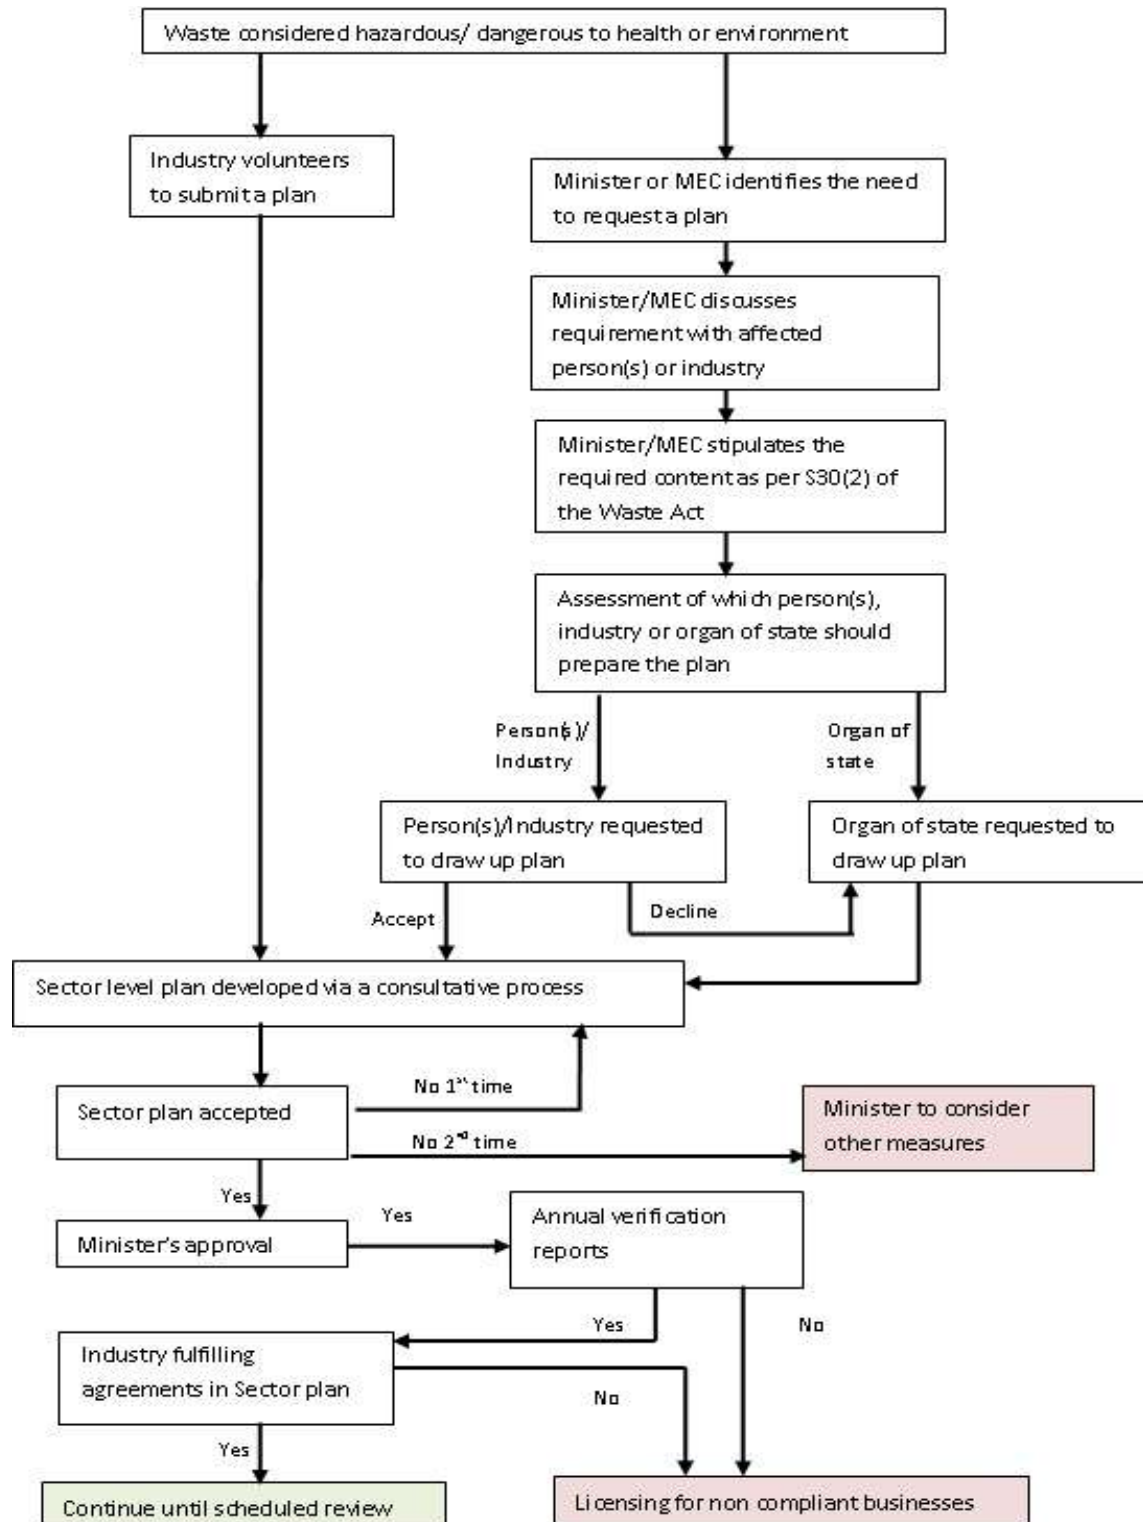 Waste considered hazardous/ dangerous to health or environment
Industry volunteers
to submit a plan
Minister or MEC identifies the need
to request a plan
Minister/MEC discusses
requirement with affected
person(s) or industry
Minister/MEC stipulates the
required content as per S30(2) of
the Waste Act
Assessment of which person(s),
industry or organ of state should
prepare the plan
Person(s)/
Industry
Organ of
state
Person(s)/Industry requested
to draw up plan
Organ of state requested to
draw up plan
Accept
Decline
Sector level plan developed via a consultative process
No 1st time
Sector plan accepted
No 2nd time
Minister to consider
other measures
Yes
Yes
Minister's approval
Annual verification
reports
Yes
No
Industry fulfilling
agreements in Sector plan
No
Yes
Continue until scheduled review
Licensing for non compliant businesses